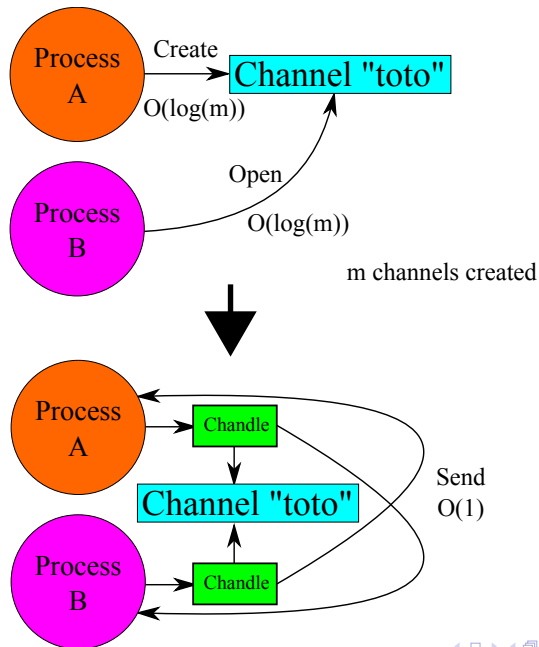 Process
A
Create
O(log(m))
Channel "toto"
Process
B
Open
O(log(m))
m channels created
Process
A
Chandle
Channel "toto"
Send
O(1)
Process
B
Chandle